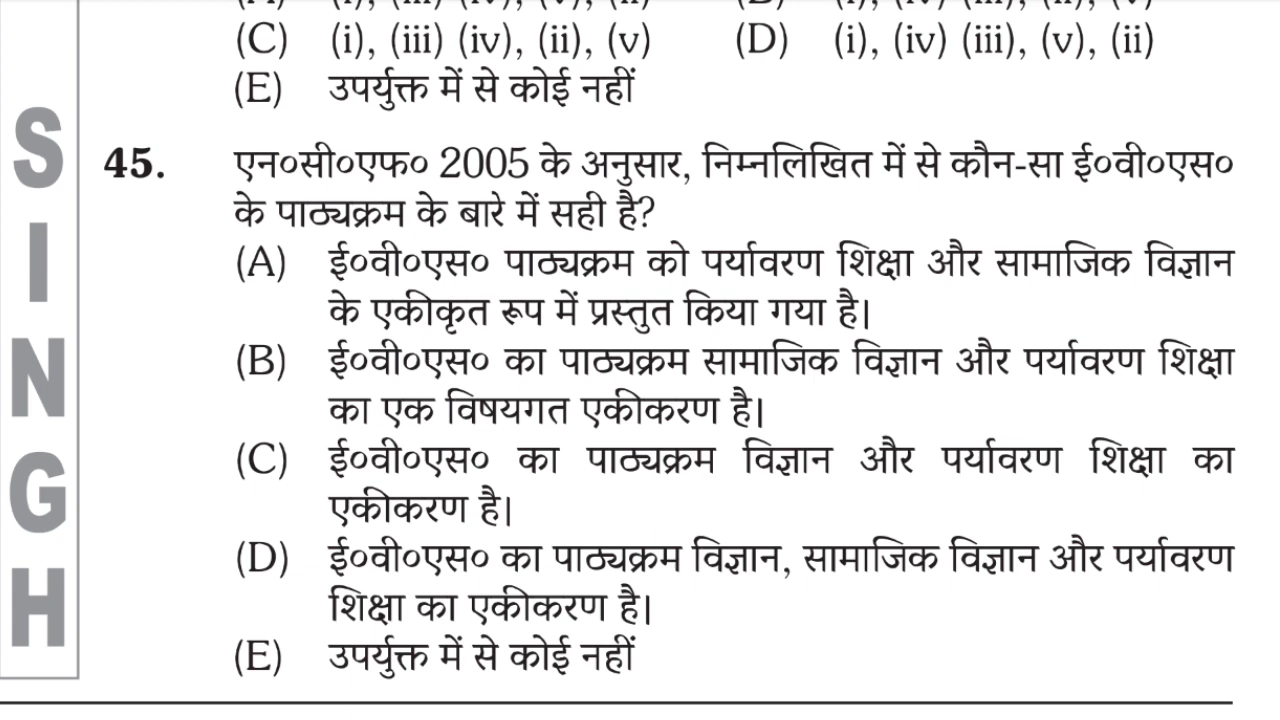 (C) (i), (iii) (iv), (ii), (v) (D) (i), (iv) (iii), (v), (ii)
(E) उपर्युक्त में से कोई नहीं
45. एन०सी०एफ० 2005 के अनुसार, निम्नलिखित में से कौन-सा ई०वी०एस०
के पाठ्यक्रम के बारे में सही है?
(A) ई०वी०एस० पाठ्यक्रम को पर्यावरण शिक्षा और सामाजिक विज्ञान
के एकीकृत रूप में प्रस्तुत किया गया है।
(B) ई०वी०एस० का पाठ्यक्रम सामाजिक विज्ञान और पर्यावरण शिक्षा
का एक विषयगत एकीकरण है।
(C) ई०वी०एस० का पाठ्यक्रम विज्ञान और पर्यावरण शिक्षा का
एकीकरण है।
(D) ई०वी०एस० का पाठ्यक्रम विज्ञान, सामाजिक विज्ञान और पर्यावरण
शिक्षा का एकीकरण है।
(E) उपर्युक्त में से कोई नहीं
SINGH